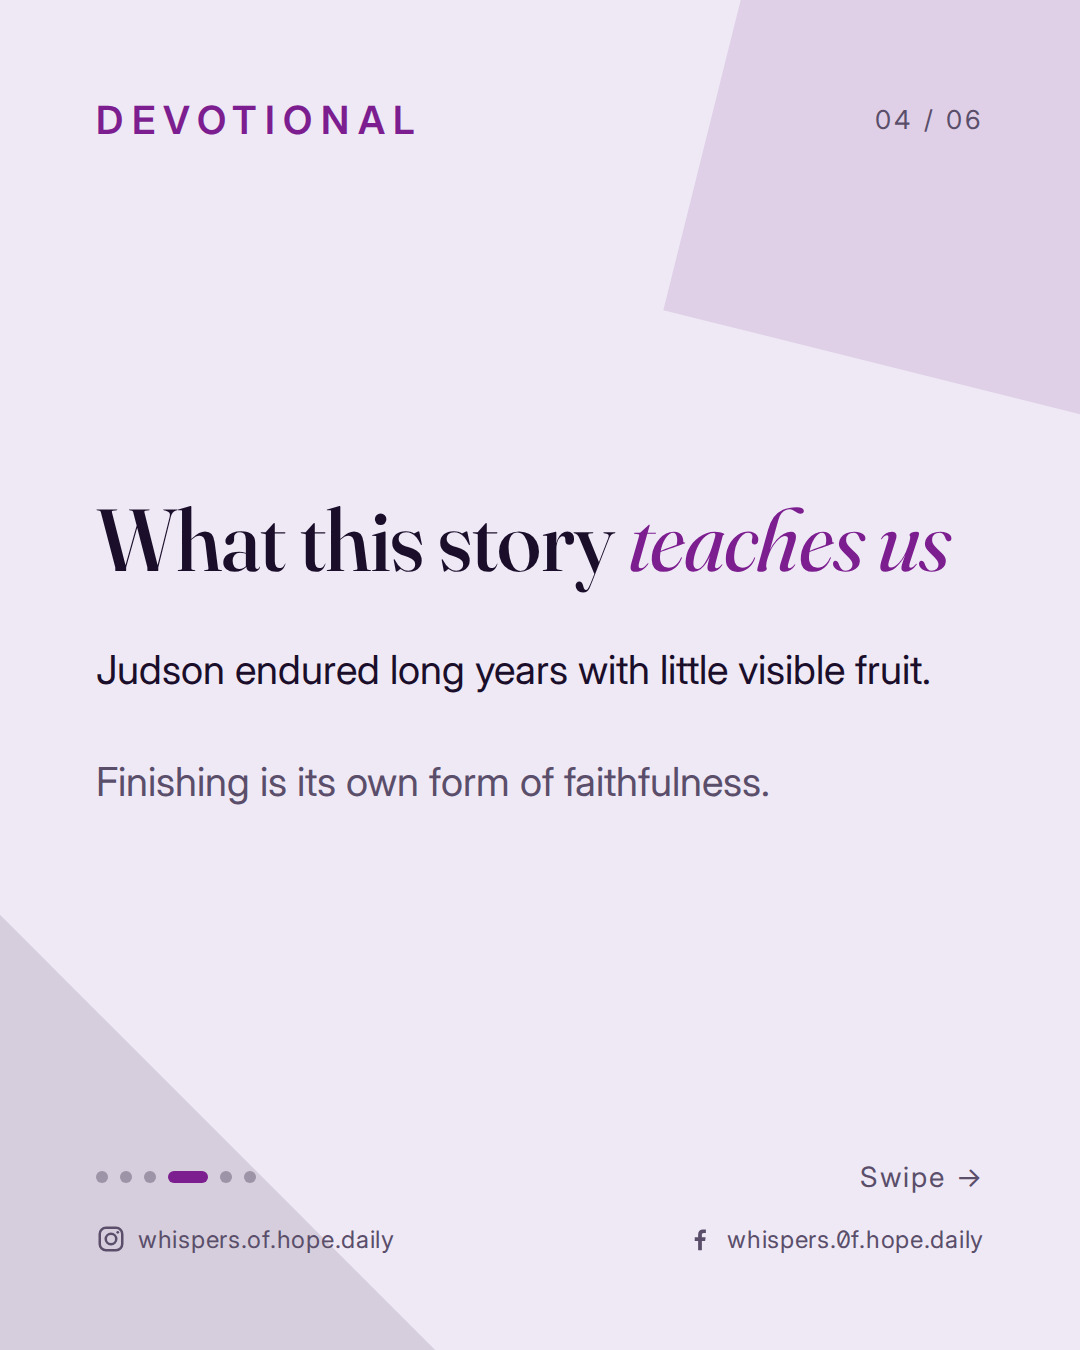 DEVOTIONAL
04 / 06
What this story teaches us
Judson endured long years with little visible fruit.
Finishing is its own form of faithfulness.
Swipe →
whispers.of.hope.daily
whispers.0f.hope.daily